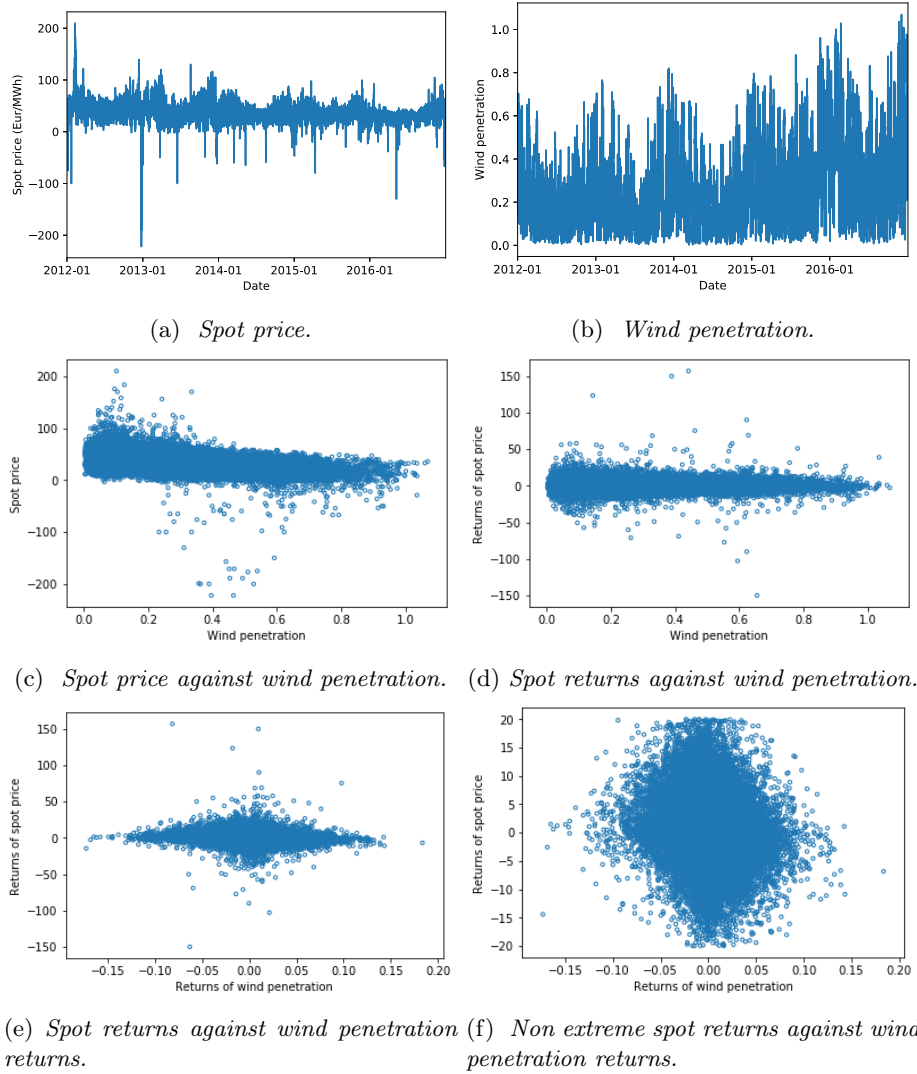 200
100
0
−100
−200
Spot price (Eur/MWh)
2012-01 2013-01 2014-01 2015-01 2016-01
Date
(a) Spot price.
1.0
0.8
0.6
0.4
0.2
0.0
Wind penetration
2012-01 2013-01 2014-01 2015-01 2016-01
Date
(b) Wind penetration.
200
100
0
−100
−200
Spot price
0.0 0.2 0.4 0.6 0.8 1.0
Wind penetration
(c) Spot price against wind penetration.
150
100
50
0
−50
−100
−150
Returns of spot price
0.0 0.2 0.4 0.6 0.8 1.0
Wind penetration
(d) Spot returns against wind penetration.
150
100
50
0
−50
−100
−150
Returns of spot price
−0.15 −0.10 −0.05 0.00 0.05 0.10 0.15 0.20
Returns of wind penetration
(e) Spot returns against wind penetration
returns.
20
15
10
5
0
−5
−10
−15
−20
Returns of spot price
−0.15 −0.10 −0.05 0.00 0.05 0.10 0.15 0.20
Returns of wind penetration
(f) Non extreme spot returns against wind
penetration returns.